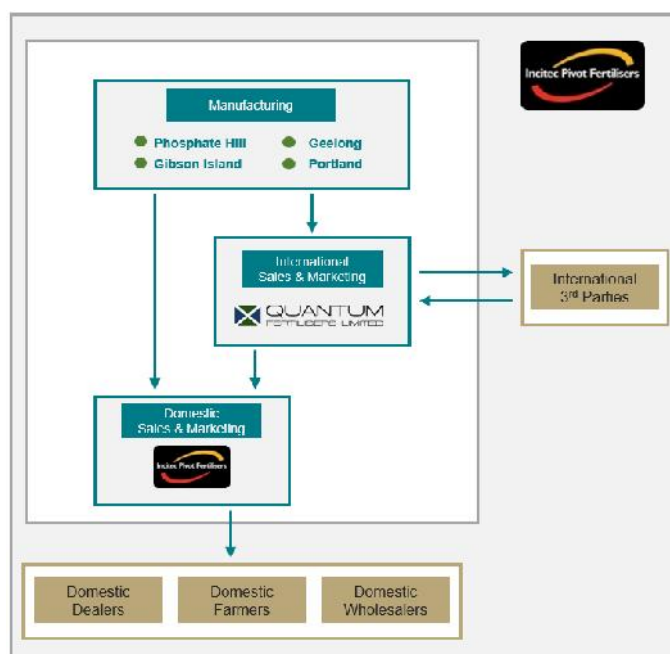 Incitec Pivot Fertilisers
Manufacturing
Phosphate Hill
Geelong
Gibson Island
Portland
International
Sales & Marketing
QUANTUM
FERTILISERS LIMITED
International
3rd Parties
Domestic
Sales & Marketing
Incitec Pivot Fertilisers
Domestic
Dealers
Domestic
Farmers
Domestic
Wholesalers